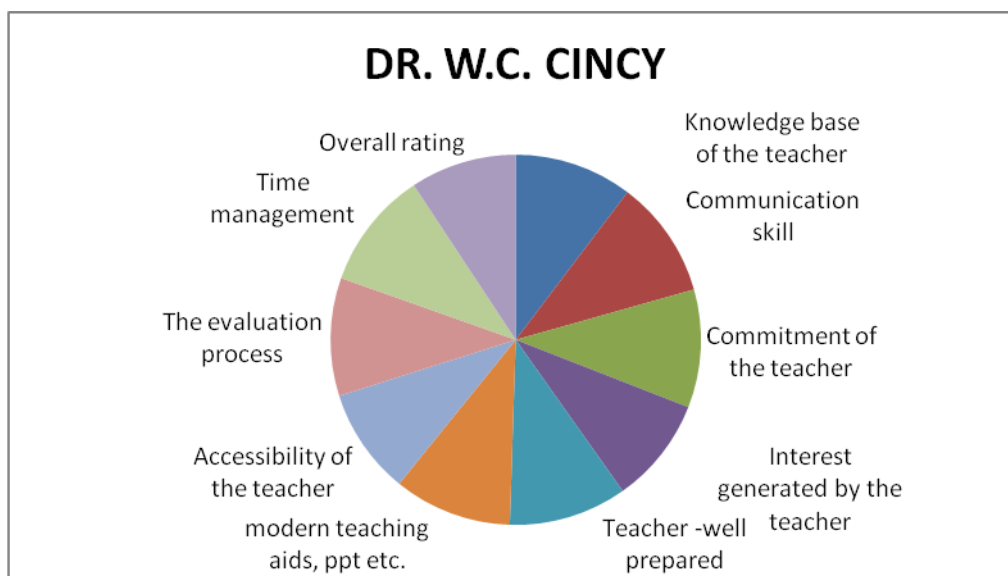 DR. W.C. CINCY
Knowledge base
of the teacher
Communication
skill
Commitment of
the teacher
Interest
generated by the
teacher
Teacher -well
prepared
modern teaching
aids, ppt etc.
Accessibility of
the teacher
The evaluation
process
Time
management
Overall rating